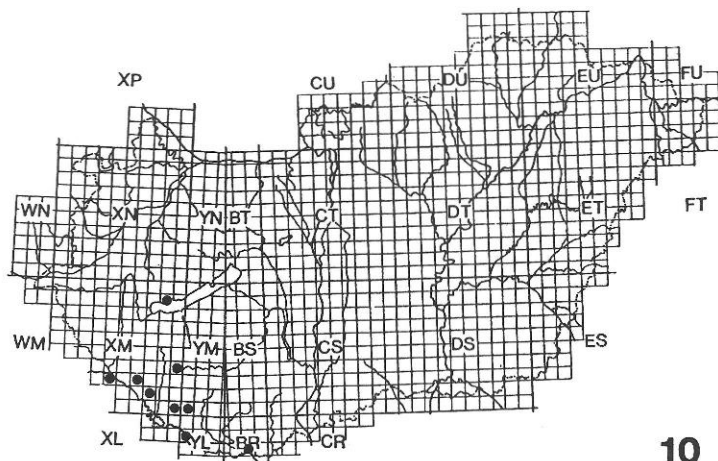 XP CU DU EU FU
WN XN YN BT CT DT ET FT
WM XM YM BS CS DS ES
XL YL BR CR
10